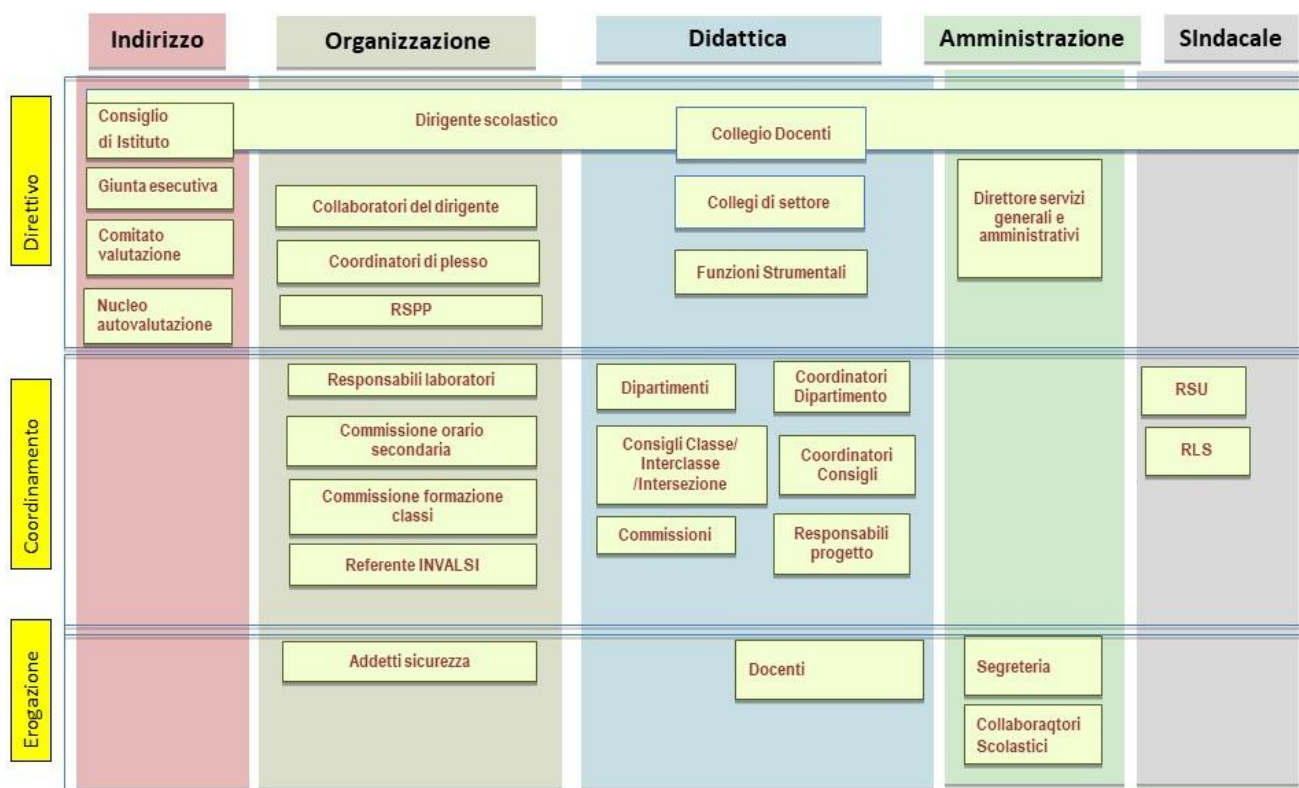 Indirizzo
Organizzazione
Didattica
Amministrazione
SIndacale
Direttivo
Consiglio
di Istituto
Dirigente scolastico
Collegio Docenti
Giunta esecutiva
Collaboratori del dirigente
Collegi di settore
Direttore servizi
generali e
amministrativi
Comitato
valutazione
Coordinatori di plesso
Funzioni Strumentali
Nucleo
autovalutazione
RSPP
Coordinamento
Responsabili laboratori
Dipartimenti
Coordinatori
Dipartimento
RSU
Commissione orario
secondaria
Consigli Classe/
Interclasse
/Intersezione
Coordinatori
Consigli
RLS
Commissione formazione
classi
Commissioni
Responsabili
progetto
Referente INVALSI
Erogazione
Addetti sicurezza
Docenti
Segreteria
Collaboraqtori
Scolastici